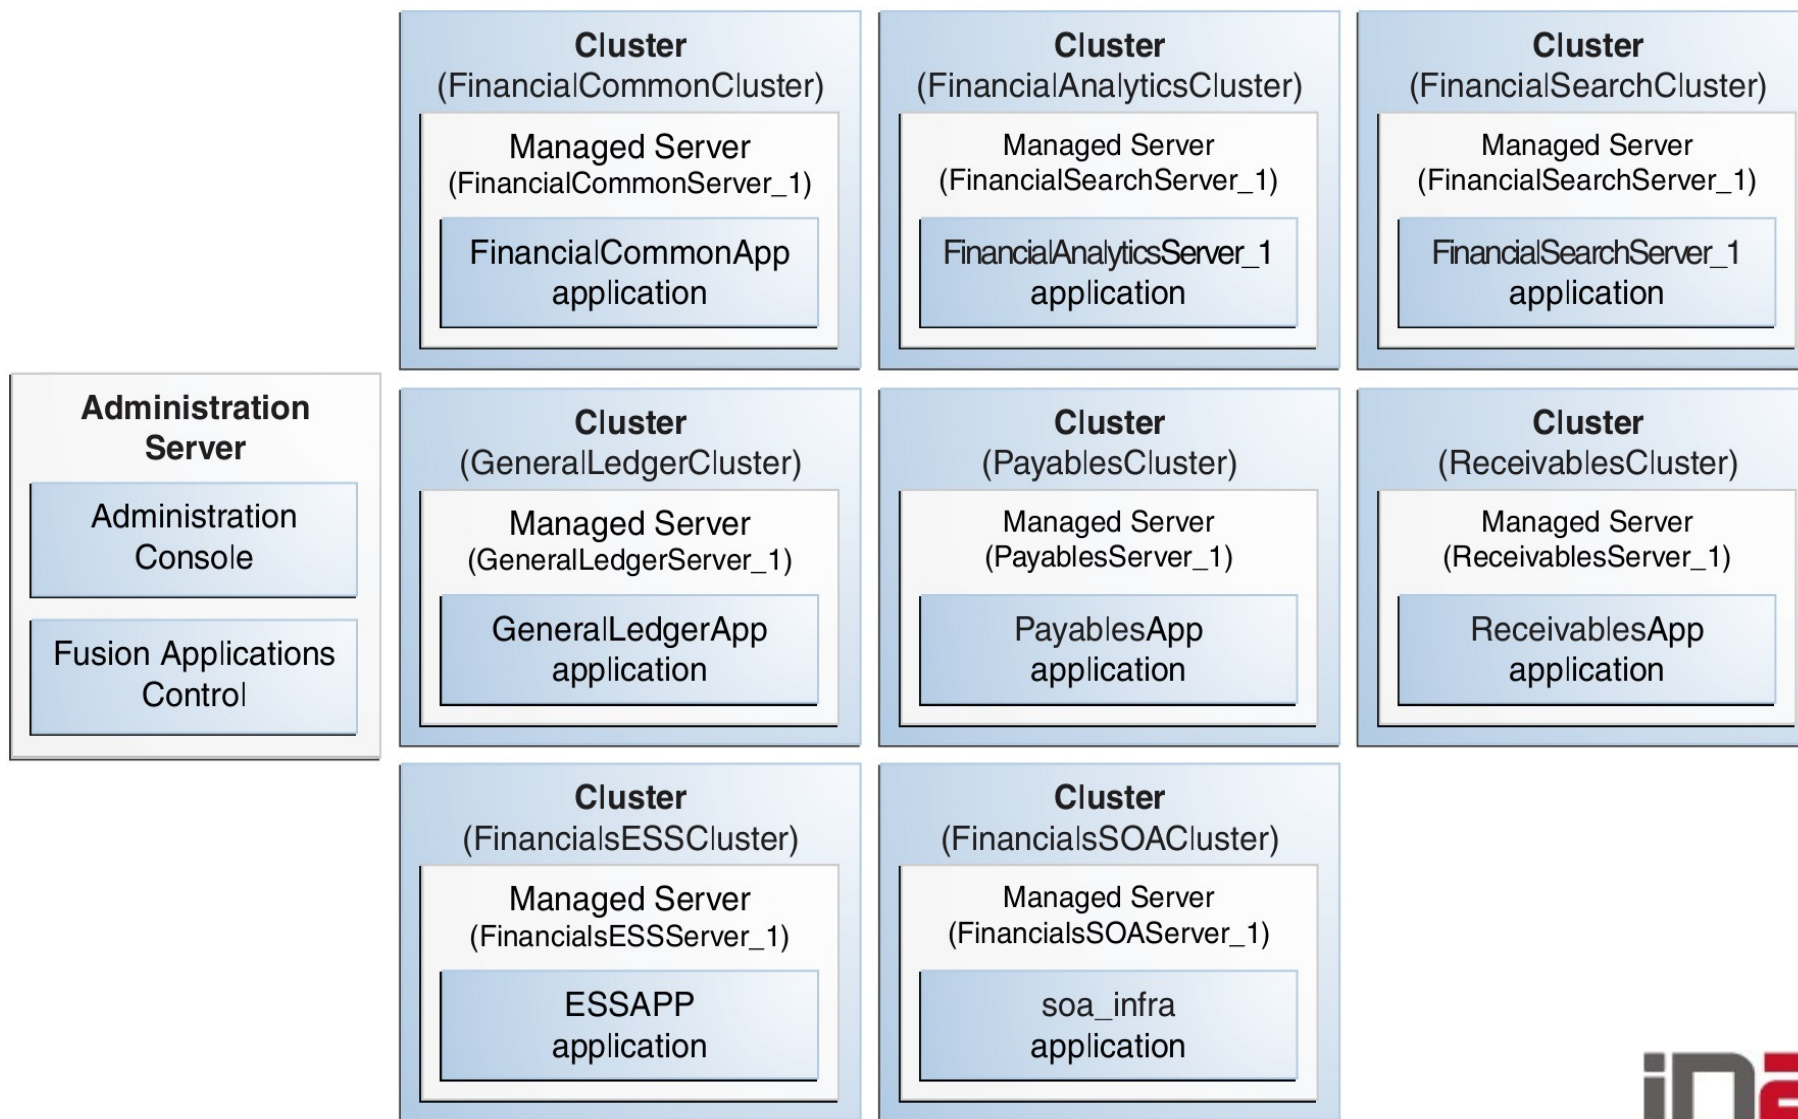 Cluster
(FinancialCommonCluster)
Managed Server
(FinancialCommonServer_1)
FinancialCommonApp
application
Cluster
(FinancialAnalyticsCluster)
Managed Server
(FinancialSearchServer_1)
FinancialAnalyticsServer_1
application
Cluster
(FinancialSearchCluster)
Managed Server
(FinancialSearchServer_1)
FinancialSearchServer_1
application
Administration
Server
Administration
Console
Fusion Applications
Control
Cluster
(GeneralLedgerCluster)
Managed Server
(GeneralLedgerServer_1)
GeneralLedgerApp
application
Cluster
(PayablesCluster)
Managed Server
(PayablesServer_1)
PayablesApp
application
Cluster
(ReceivablesCluster)
Managed Server
(ReceivablesServer_1)
ReceivablesApp
application
Cluster
(FinancialsESSCluster)
Managed Server
(FinancialsESSServer_1)
ESSAPP
application
Cluster
(FinancialsSOACluster)
Managed Server
(FinancialsSOAServer_1)
soa_infra
application